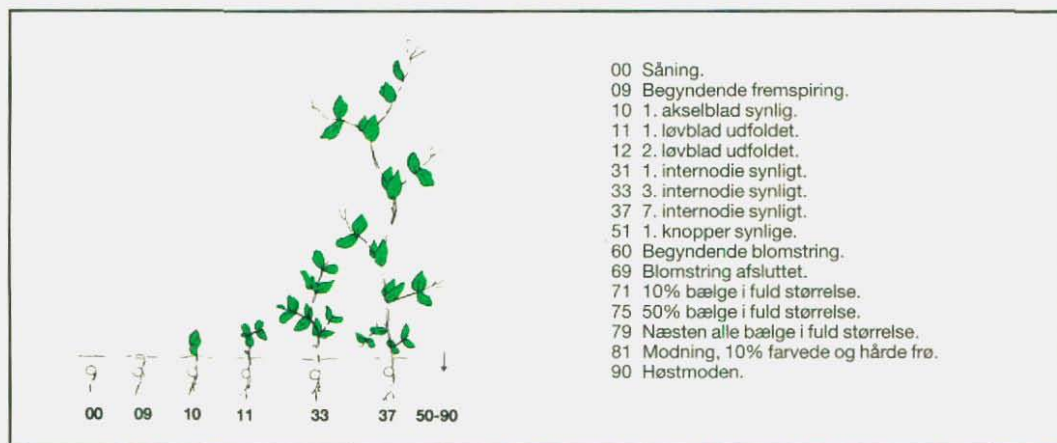 00 Såning.
09 Begyndende fremspiring.
10 1. akselblad synlig.
11 1. løvblad udfoldet.
12 2. løvblad udfoldet.
31 1. internodie synligt.
33 3. internodie synligt.
37 7. internodie synligt.
51 1. knopper synlige.
60 Begyndende blomstring.
69 Blomstring afsluttet.
71 10% bælge i fuld størrelse.
75 50% bælge i fuld størrelse.
79 Næsten alle bælge i fuld størrelse.
81 Modning, 10% farvede og hårde frø.
90 Høstmoden.
00 09 10 11 33 37 50-90